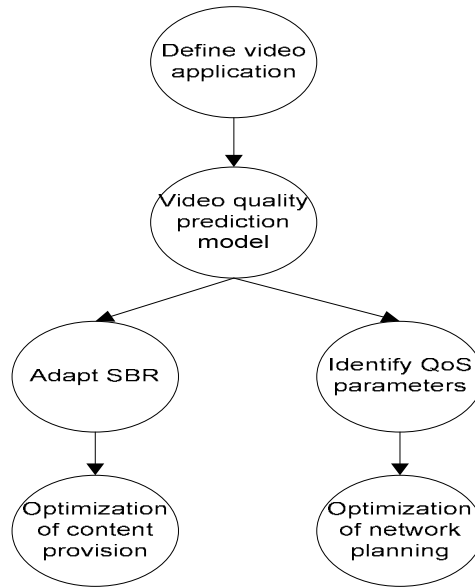 Define video
application
Video quality
prediction
model
Adapt SBR
Identify QoS
parameters
Optimization
of content
provision
Optimization
of network
planning